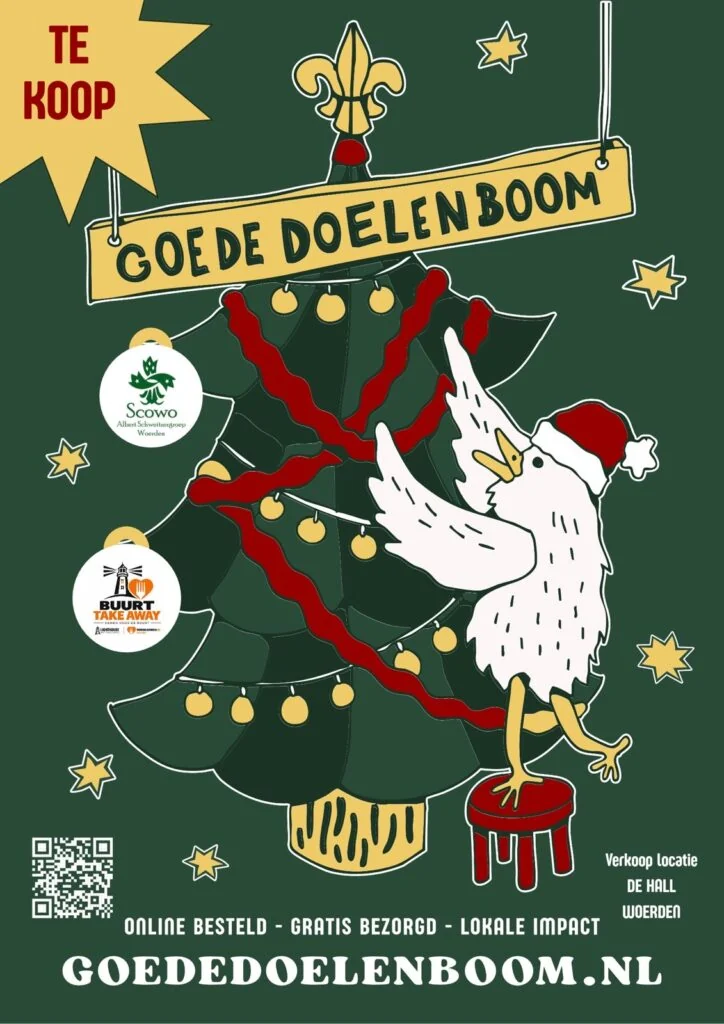 TE
KOOP
GOEDE DOELENBOOM
SCOWO
Albert Schweitzergroep
Woerden
BUURT
TAKE AWAY
Verkoop locatie
DE HALL
WOERDEN
ONLINE BESTELD - GRATIS BEZORGD - LOKALE IMPACT
GOEDEDOELENBOOM.NL